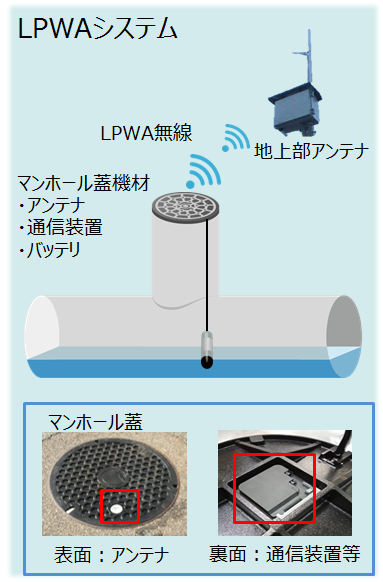 LPWAシステム
LPWA無線
地上部アンテナ
マンホール蓋機材
・アンテナ
・通信装置
・バッテリ
マンホール蓋
表面：アンテナ
裏面：通信装置等